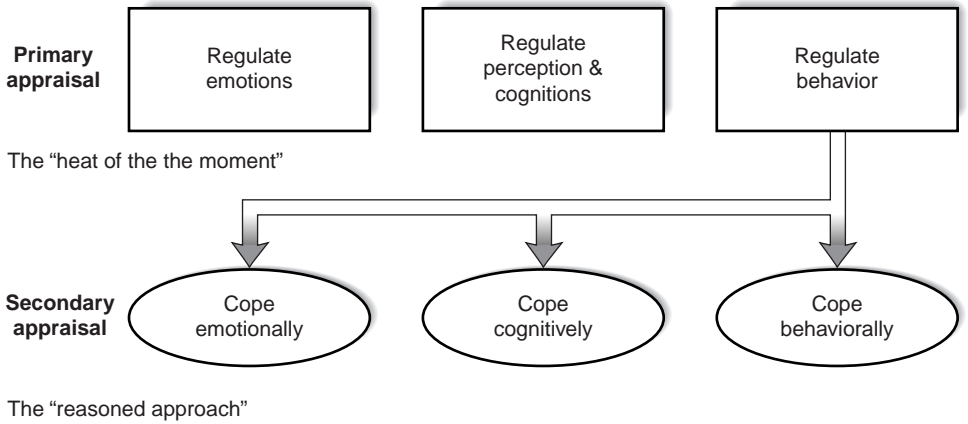 Primary
appraisal
Regulate
emotions
Regulate
perception &
cognitions
Regulate
behavior
The “heat of the the moment”
Secondary
appraisal
Cope
emotionally
Cope
cognitively
Cope
behaviorally
The “reasoned approach”